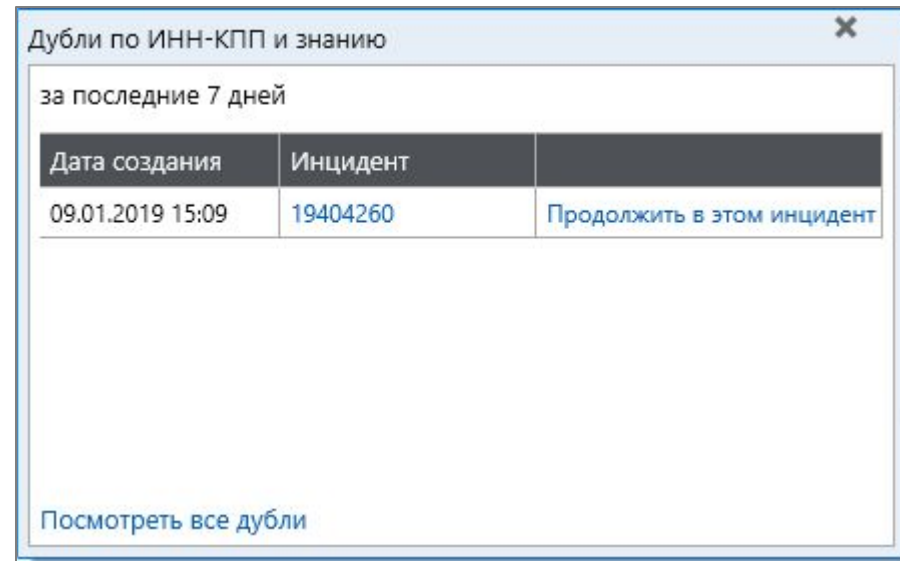 Дубли по ИНН-КПП и знанию
за последние 7 дней
Дата создания Инцидент
09.01.2019 15:09 19404260 Продолжить в этом инцидент
Посмотреть все дубли